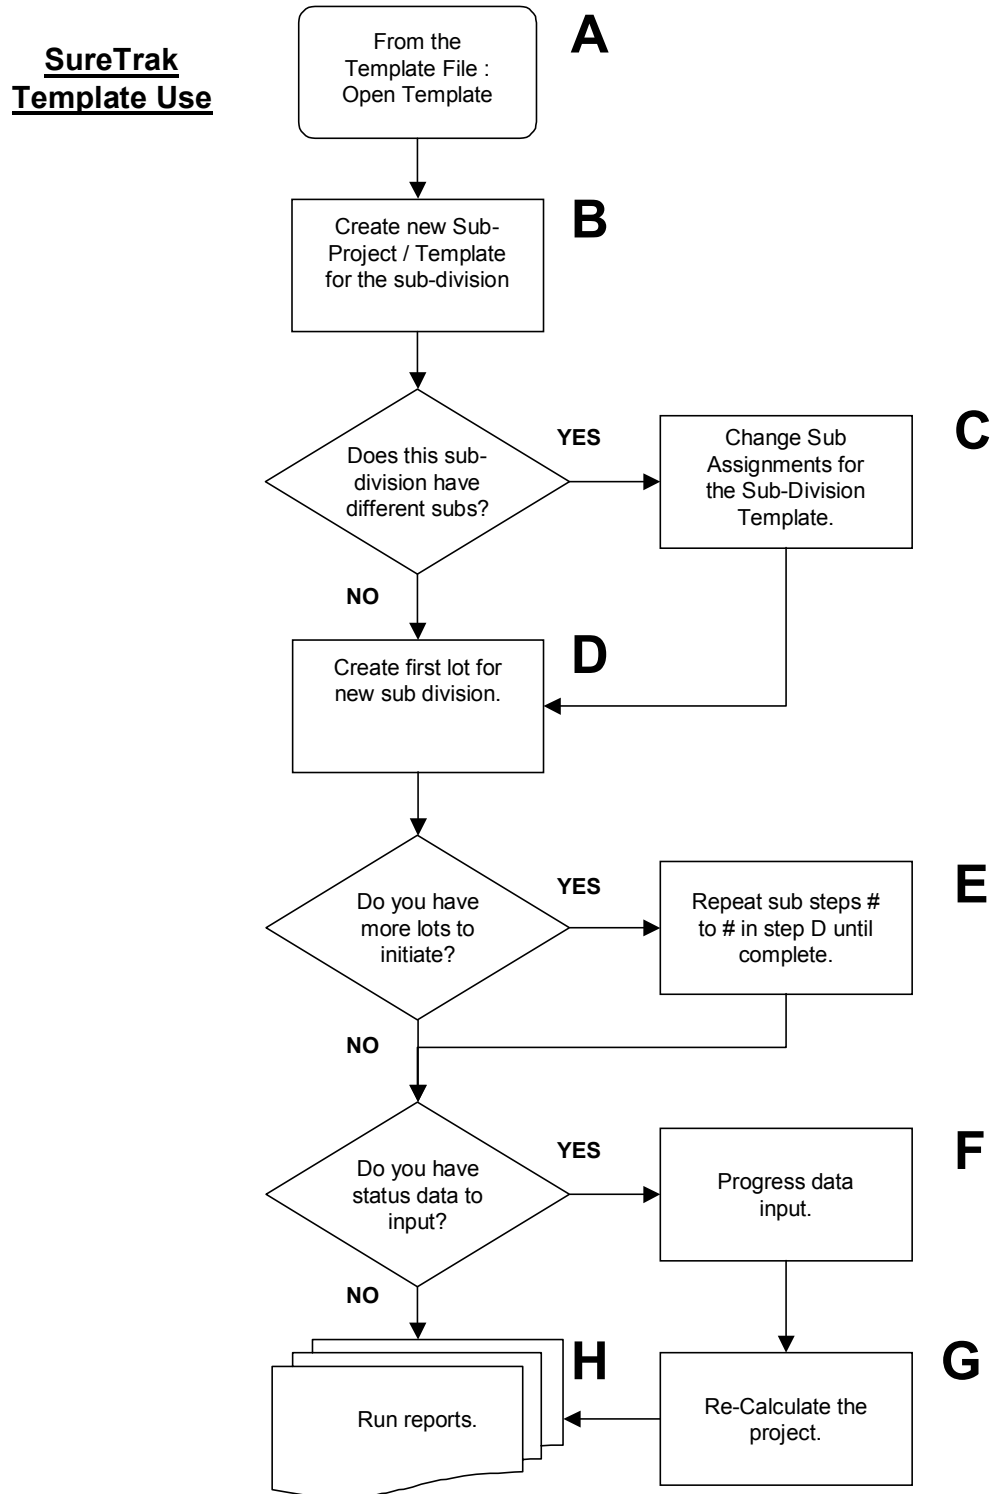 SureTrak
Template Use
From the
Template File :
Open Template
A
Create new Sub-
Project / Template
for the sub-division
B
Does this sub-
division have
different subs?
YES
Change Sub
Assignments for
the Sub-Division
Template.
C
NO
Create first lot for
new sub division.
D
Do you have
more lots to
initiate?
YES
Repeat sub steps #
to # in step D until
complete.
E
NO
Do you have
status data to
input?
YES
Progress data
input.
F
NO
Run reports.
H
Re-Calculate the
project.
G